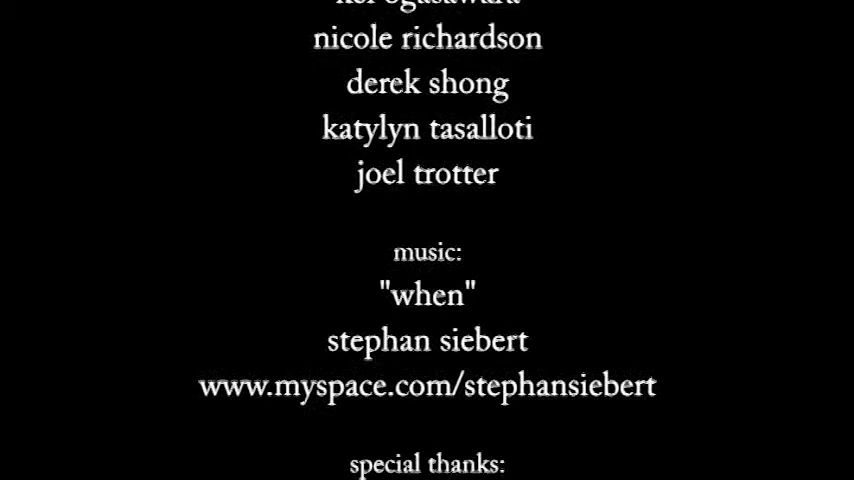 nicole richardson
derek shong
katylyn tasalloti
joel trotter
music:
"when"
stephan siebert
www.myspace.com/stephansiebert
special thanks: